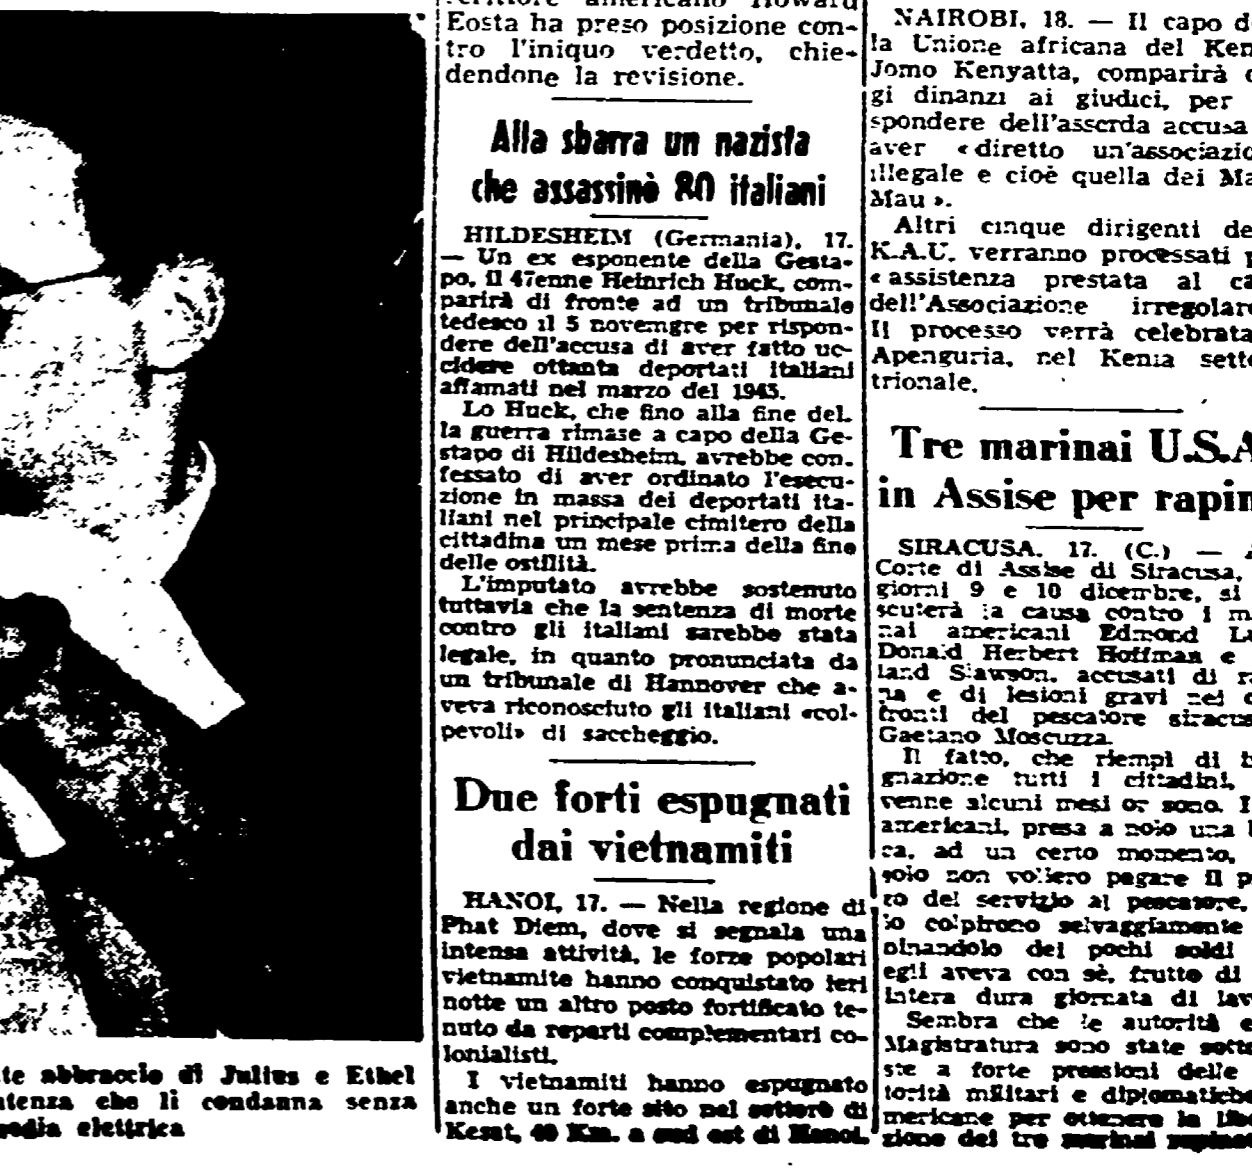 Eosta ha preso posizione con-
tro l'iniquo verdetto, chie-
dendone la revisione.
Alla sbarra un nazista
che assassinò 80 italiani
HILDESHEIM (Germania), 17.
— Un ex esponente della Gesta-
po, il 47enne Heinrich Huck, com-
parirà di fronte ad un tribunale
tedesco il 5 novemgre per rispon-
dere dell'accusa di aver fatto uc-
cidere ottanta deportati italiani
affamati nel marzo del 1945.
Lo Huck, che fino alla fine del-
la guerra rimase a capo della Ge-
stapo di Hildesheim, avrebbe con-
fessato di aver ordinato l'esecu-
zione in massa dei deportati ita-
liani nel principale cimitero della
cittadina un mese prima della fine
delle ostilità.
L'imputato avrebbe sostenuto
tuttavia che la sentenza di morte
contro gli italiani sarebbe stata
legale, in quanto pronunciata da
un tribunale di Hannover che a-
veva riconosciuto gli italiani «col-
pevoli» di saccheggio.
Due forti espugnati
dai vietnamiti
HANOI, 17. — Nella regione di
Phat Diem, dove si segnala una
intensa attività, le forze popolari
vietnamite hanno conquistato ieri
notte un altro posto fortificato te-
nuto da reparti complementari co-
lonialisti.
I vietnamiti hanno espugnato
anche un forte sito nel settore di
Kesat, 40 Km. a sud est di Hanoi.
NAIROBI, 18. — Il capo
la Unione africana del
Jomo Kenyatta, comparirà
gi dinanzi ai giudici, per
spondere dell'asserda accusa
aver «diretto un'associazio
illegale e cioè quella dei
Mau».
Altri cinque dirigenti
K.A.U. verranno processati
«assistenza prestata al
dell'Associazione irregolar
Il processo verrà celebrata
Apenguria, nel Kenia
trionale.
Tre marinai U.S.A
in Assise per rapin
SIRACUSA, 17. (C.) —
Corte di Assise di Siracusa,
giorni 9 e 10 dicembre, si
scuterà la causa contro i
nai americani Edmond
Donald Herbert Hoffman e
land Slawson, accusati di
na e di lesioni gravi nei
fronti del pescatore siracus
Gaetano Moscuzza.
Il fatto, che riempì di
gnazione tutti i cittadini,
venne alcuni mesi or sono. I
americani, presa a nolo una
ca, ad un certo momento,
solo non vollero pagare il
zo del servizio al pescatore,
lo colpirono selvaggiamente
pinandolo dei pochi soldi
egli aveva con sè, frutto di
intera dura giornata di lav
Sembra che le autorità e
Magistratura sono state
ste a forte pressioni delle
torità militari e diplomatiche
mericane per ottenere la
zione dei tre marinai
te abbraccio di Julius e Ethel
ntenza che li condanna senza
edia elettrica